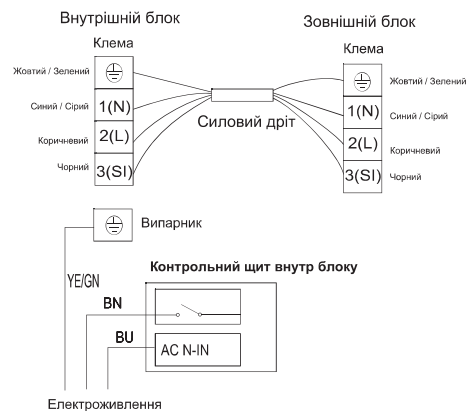 Внутрішній блок
Зовнішній блок
Клема
Клема
Жовтий / Зелений
Жовтий / Зелений
Синий / Сірий
1(N)
1(N)
Синий / Сірий
Силовий дріт
Коричневий
2(L)
2(L)
Коричневий
Чорний
3(SI)
3(SI)
Чорний
Випарник
YE/GN
Контрольний щит внутр блоку
BN
BU
AC N-IN
Електроживлення